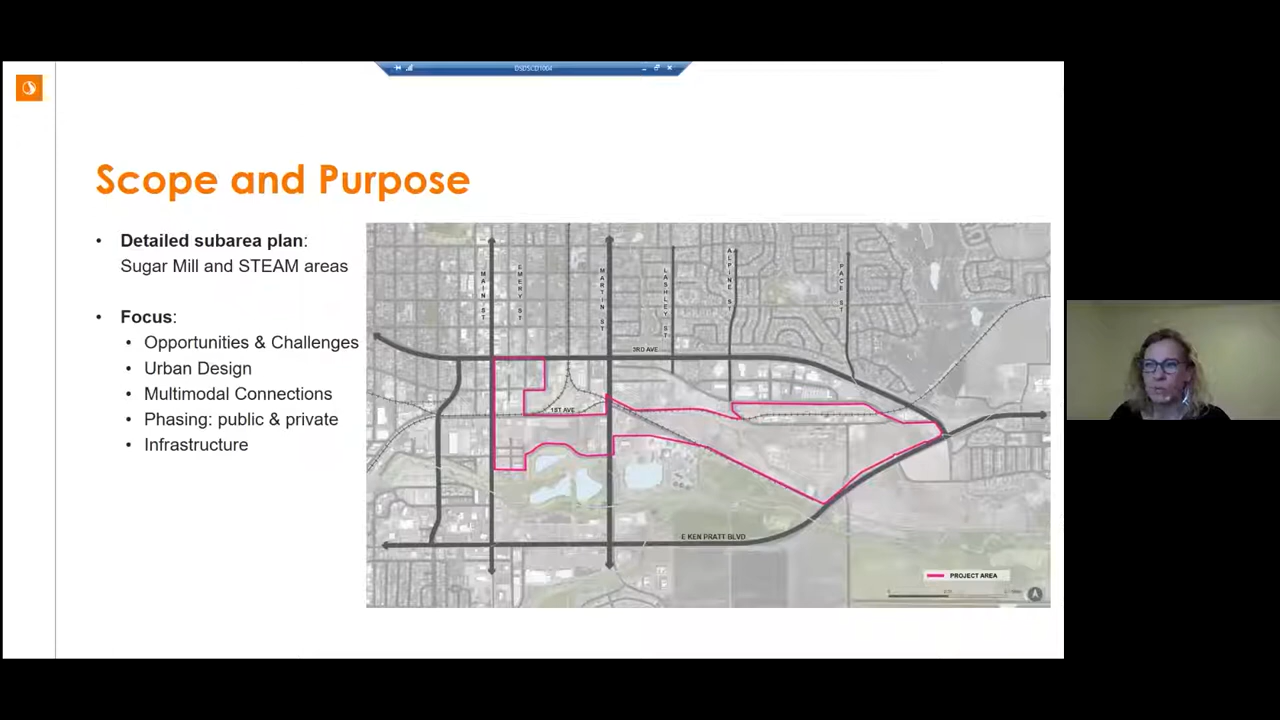 DSDSCD1004
Scope and Purpose
• Detailed subarea plan:
Sugar Mill and STEAM areas
• Focus:
• Opportunities & Challenges
• Urban Design
• Multimodal Connections
• Phasing: public & private
• Infrastructure
MAIN ST
EMERY ST
MARTIN ST
LASHLEY ST
ALPINE ST
PACE ST
3RD AVE
1ST AVE
E KEN PRATT BLVD
PROJECT AREA